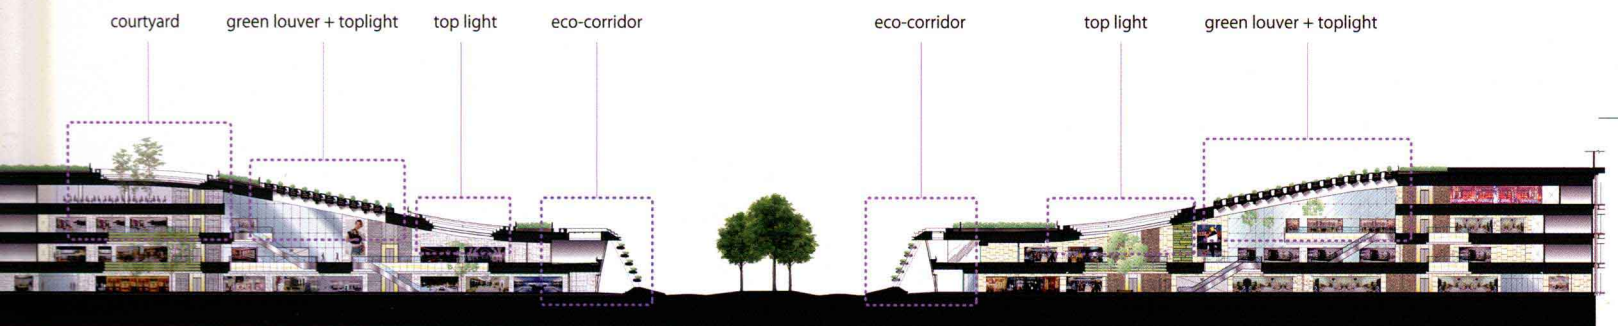 courtyard
green louver + toplight
top light
eco-corridor
eco-corridor
top light
green louver + toplight